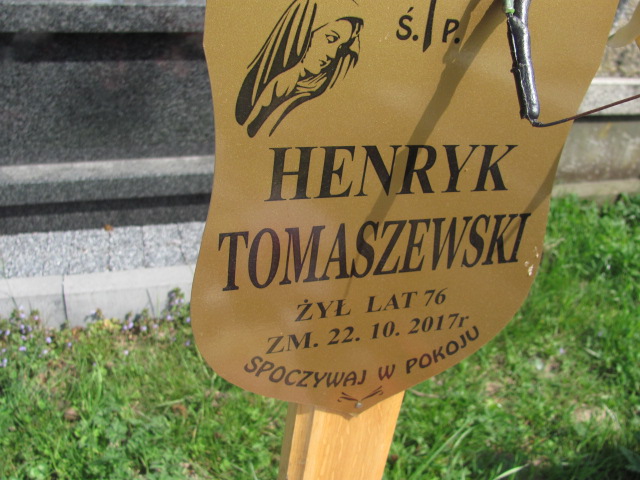 Ś.P.
HENRYK
TOMASZEWSKI
ŻYŁ LAT 76
ZM. 22. 10. 2017r
SPOCZYWAJ W POKOJU